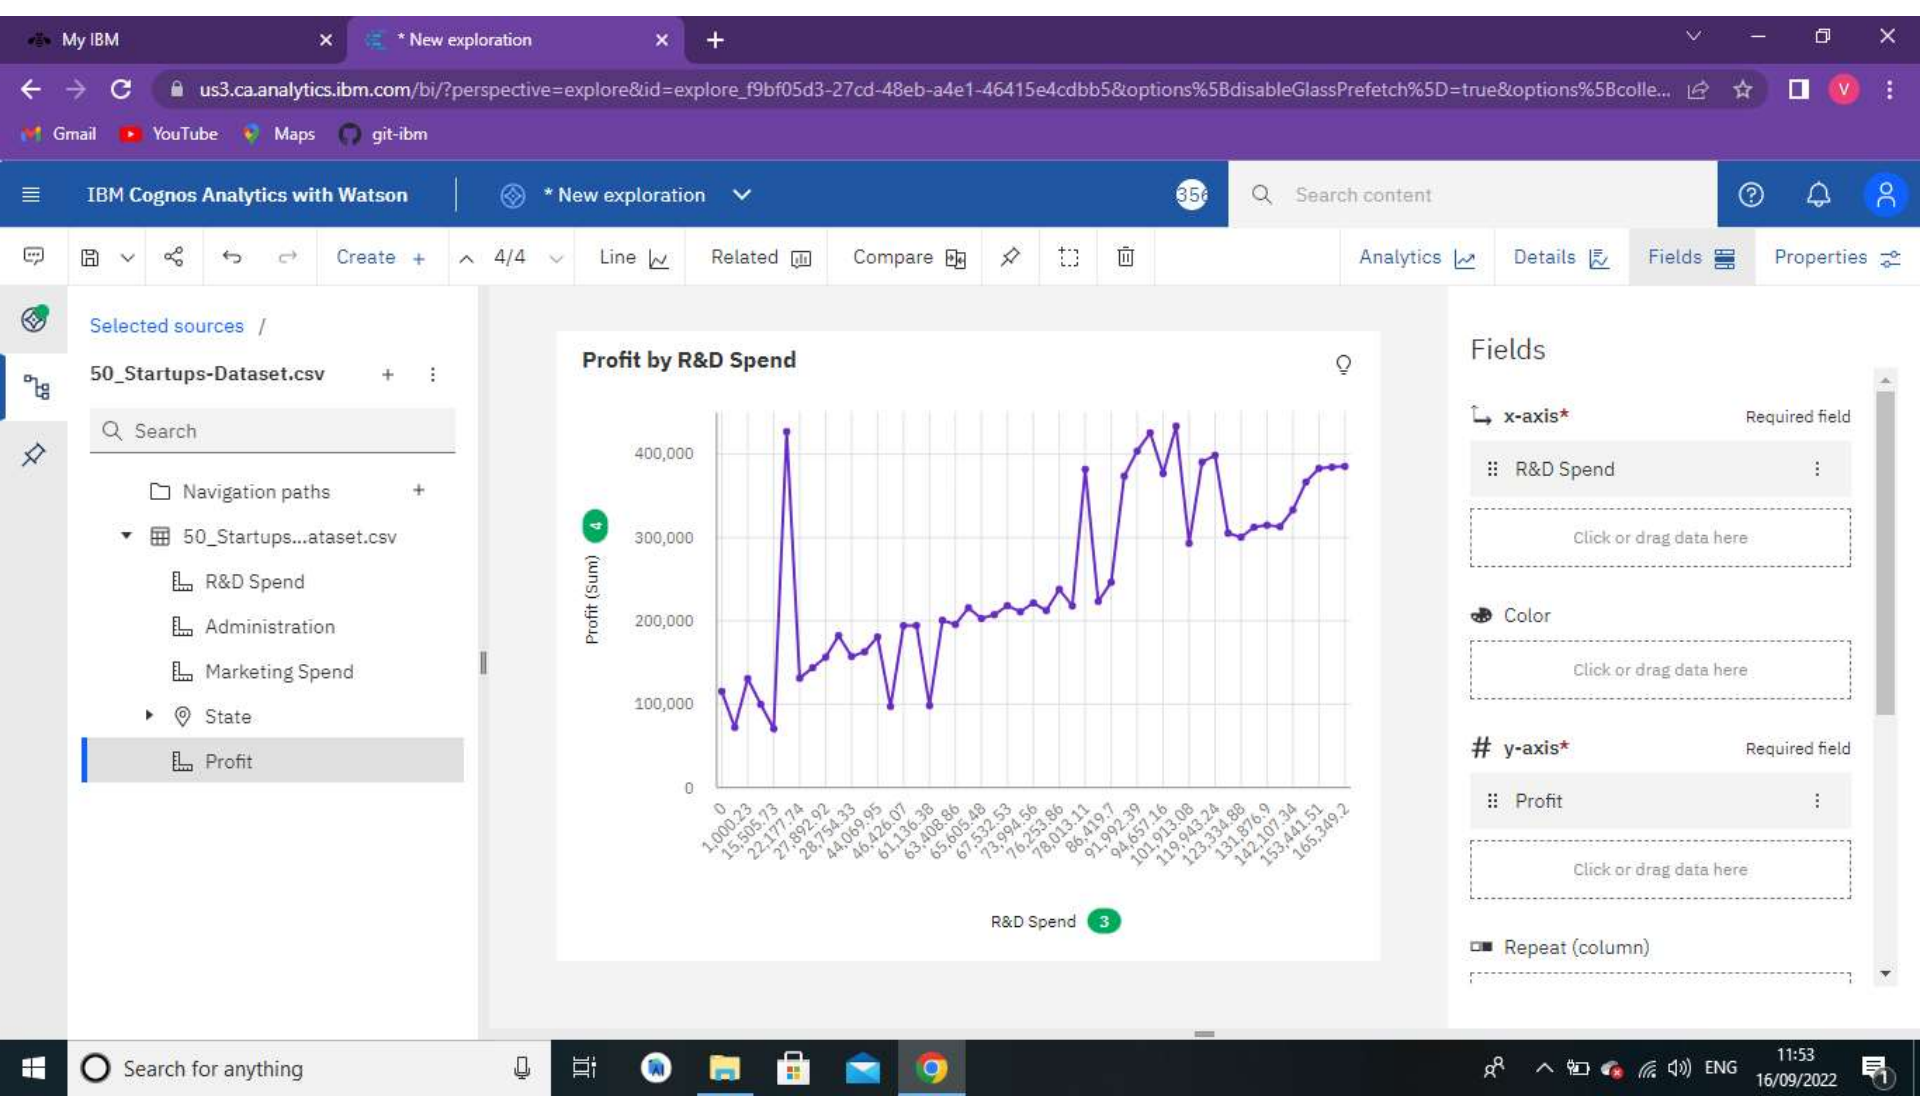 My IBM
* New exploration
us3.ca.analytics.ibm.com/bi/?perspective=explore&id=explore_f9bf05d3-27cd-48eb-a4e1-46415e4cdbb5&options%5BdisableGlassPrefetch%5D=true&options%5Bcolle...
V
Gmail YouTube Maps git-ibm
IBM Cognos Analytics with Watson
* New exploration
356
Search content
Create + 4/4 Line Related Compare Analytics Details Fields Properties
Selected sources /
50_Startups-Dataset.csv
Search
Navigation paths
50_Startups...ataset.csv
R&D Spend
Administration
Marketing Spend
State
Profit
Profit by R&D Spend
4
Profit (Sum)
400,000
300,000
200,000
100,000
0
0
1,000.23
15,505.73
22,177.74
27,892.92
28,754.33
44,069.95
46,426.07
61,136.38
63,408.86
65,605.48
67,532.53
73,994.56
76,253.86
78,013.11
86,419.7
91,992.39
94,657.16
101,913.08
119,943.24
123,334.88
131,876.9
142,107.34
153,441.51
165,349.2
R&D Spend 3
Fields
x-axis* Required field
R&D Spend
Click or drag data here
Color
Click or drag data here
# y-axis* Required field
Profit
Click or drag data here
Repeat (column)
Search for anything
ENG
11:53
16/09/2022
1